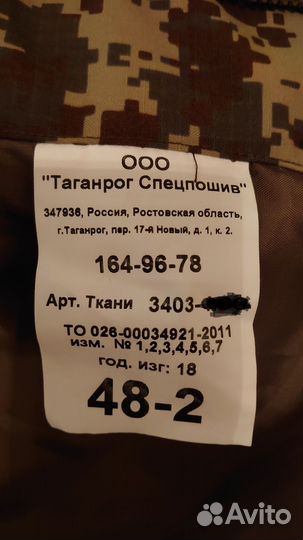 ООО
"Таганрог Спецпошив"
347936, Россия, Ростовская область,
г.Таганрог, пер. 17-й Новый, д. 1, к. 2.
164-96-78
Арт. Ткани 3403-
ТО 026-00034921-2011
изм. № 1,2,3,4,5,6,7
год. изг: 18
48-2
Avito